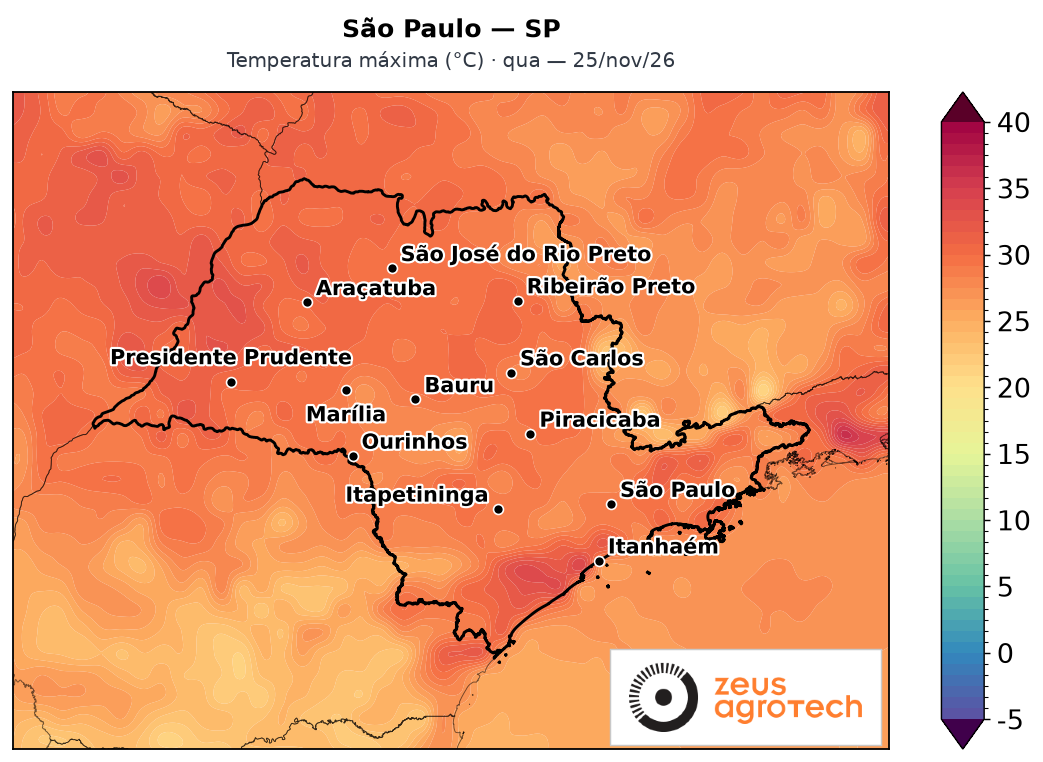 São Paulo — SP
Temperatura máxima (°C) · qua — 25/nov/26
São José do Rio Preto
Araçatuba
Ribeirão Preto
Presidente Prudente
São Carlos
Bauru
Marília
Piracicaba
Ourinhos
Itapetininga
São Paulo
Itanhaém
zeus
agrotech
40
35
30
25
20
15
10
5
0
-5